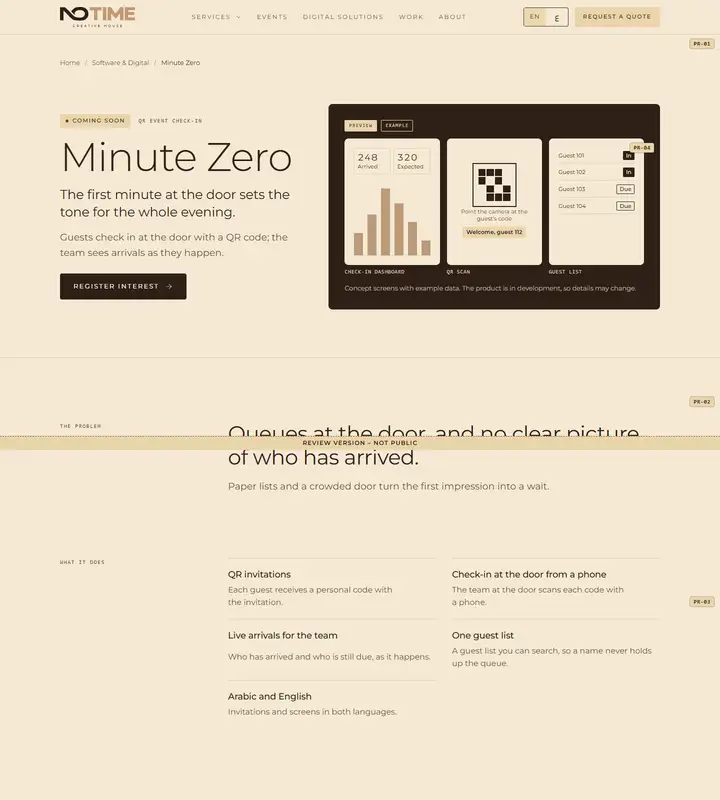 NOTIME
CREATIVE HOUSE
SERVICES
EVENTS
DIGITAL SOLUTIONS
WORK
ABOUT
EN
REQUEST A QUOTE
PR-01
Home / Software & Digital / Minute Zero
COMING SOON
QR EVENT CHECK-IN
Minute Zero
The first minute at the door sets the
tone for the whole evening.
Guests check in at the door with a QR code; the
team sees arrivals as they happen.
REGISTER INTEREST →
PREVIEW
EXAMPLE
248
Arrived
320
Expected
CHECK-IN DASHBOARD
Point the camera at the
guest's code
Welcome, guest 112
QR SCAN
PR-04
Guest 101 In
Guest 102 In
Guest 103 Due
Guest 104 Due
GUEST LIST
Concept screens with example data. The product is in development, so details may change.
PR-02
THE PROBLEM
Queues at the door, and no clear picture
REVIEW VERSION – NOT PUBLIC
of who has arrived.
Paper lists and a crowded door turn the first impression into a wait.
WHAT IT DOES
QR invitations
Each guest receives a personal code with
the invitation.
Check-in at the door from a phone
The team at the door scans each code with
a phone.
PR-03
Live arrivals for the team
Who has arrived and who is still due, as it happens.
One guest list
A guest list you can search, so a name never holds
up the queue.
Arabic and English
Invitations and screens in both languages.